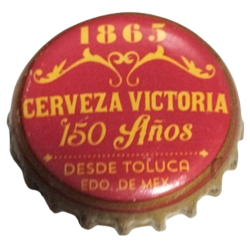 1865
CERVEZA VICTORIA
150 Años
DESDE TOLUCA
EDO. DE MEX.